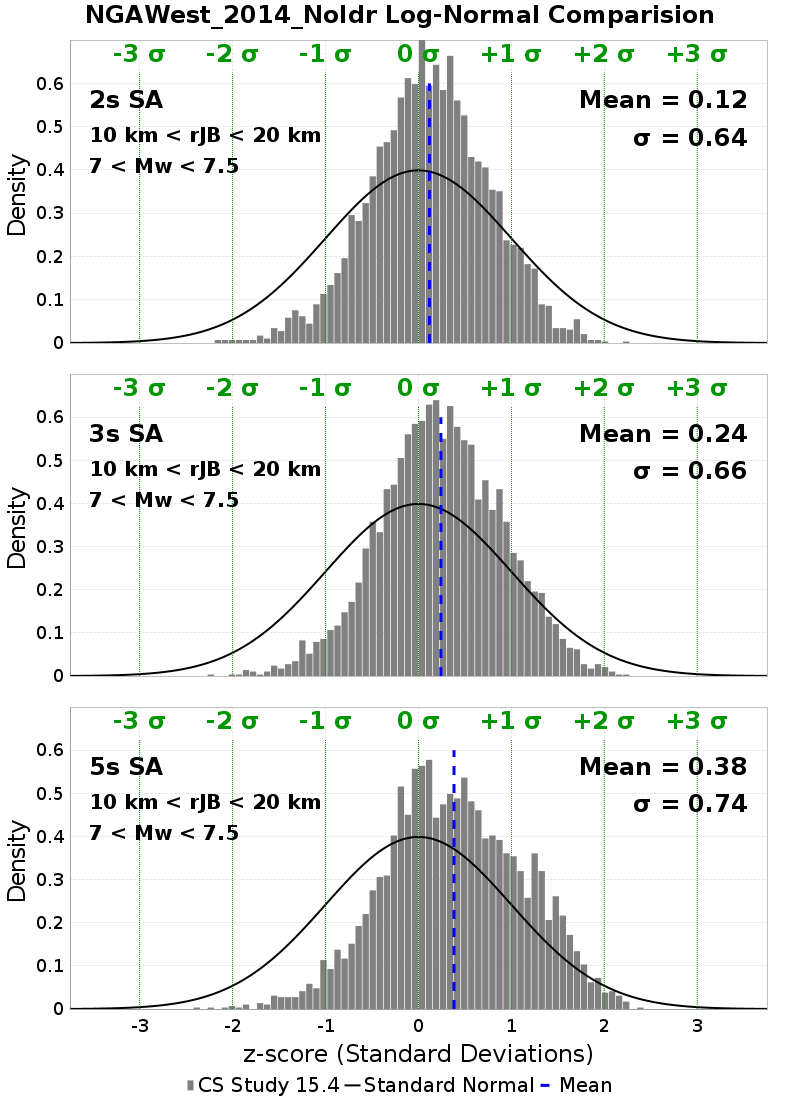 NGAWest_2014_NoIdr Log-Normal Comparision
-3 σ -2 σ -1 σ 0 σ +1 σ +2 σ +3 σ
2s SA
Mean = 0.12
10 km < rJB < 20 km
σ = 0.64
7 < Mw < 7.5
Density
0.6
0.5
0.4
0.3
0.2
0.1
0
-3 σ -2 σ -1 σ 0 σ +1 σ +2 σ +3 σ
3s SA
Mean = 0.24
10 km < rJB < 20 km
σ = 0.66
7 < Mw < 7.5
Density
0.6
0.5
0.4
0.3
0.2
0.1
0
-3 σ -2 σ -1 σ 0 σ +1 σ +2 σ +3 σ
5s SA
Mean = 0.38
10 km < rJB < 20 km
σ = 0.74
7 < Mw < 7.5
Density
0.6
0.5
0.4
0.3
0.2
0.1
0
-3 -2 -1 0 1 2 3
z-score (Standard Deviations)
CS Study 15.4 Standard Normal Mean